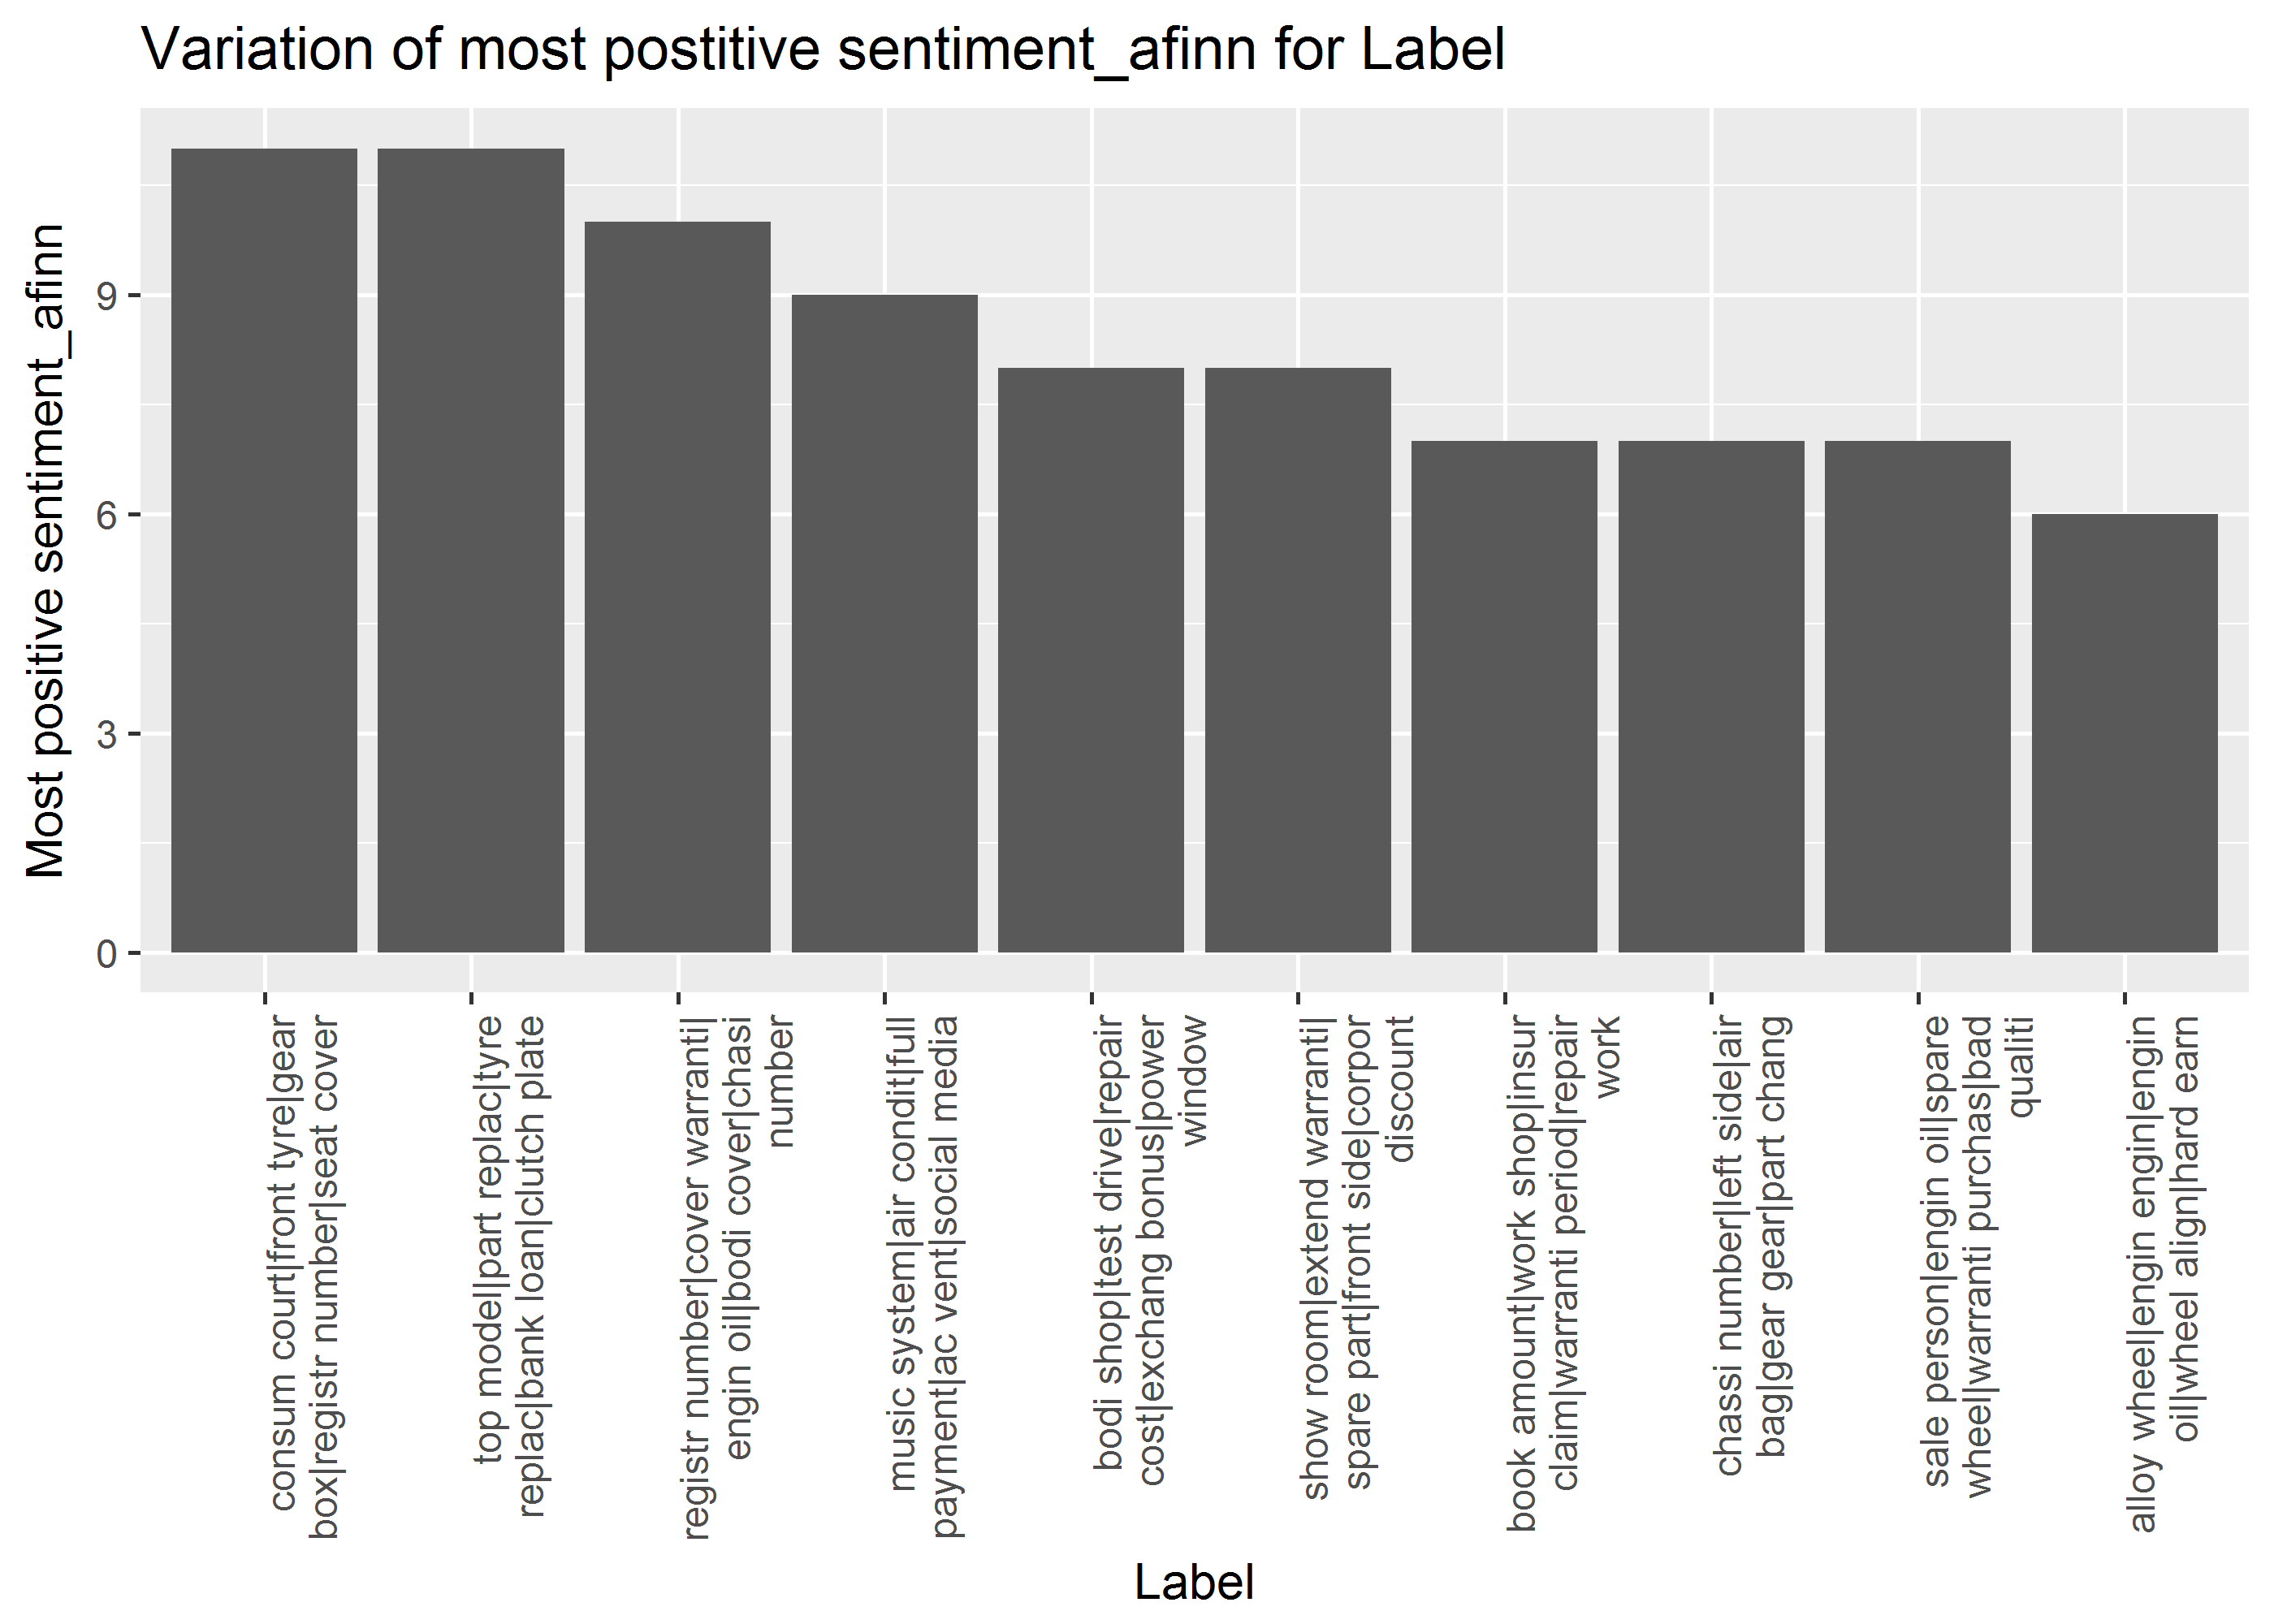 Variation of most postitive sentiment_afinn for Label
Most positive sentiment_afinn
9
6
3
0
consum court|front tyre|gear
box|registr number|seat cover
top model|part replac|tyre
replac|bank loan|clutch plate
registr number|cover warranti|
engin oil|bodi cover|chasi
number
music system|air condit|full
payment|ac vent|social media
bodi shop|test drive|repair
cost|exchang bonus|power
window
show room|extend warranti|
spare part|front side|corpor
discount
book amount|work shop|insur
claim|warranti period|repair
work
chassi number|left side|air
bag|gear gear|part chang
sale person|engin oil|spare
wheel|warranti purchas|bad
qualiti
alloy wheel|engin engin|engin
oil|wheel align|hard earn
Label